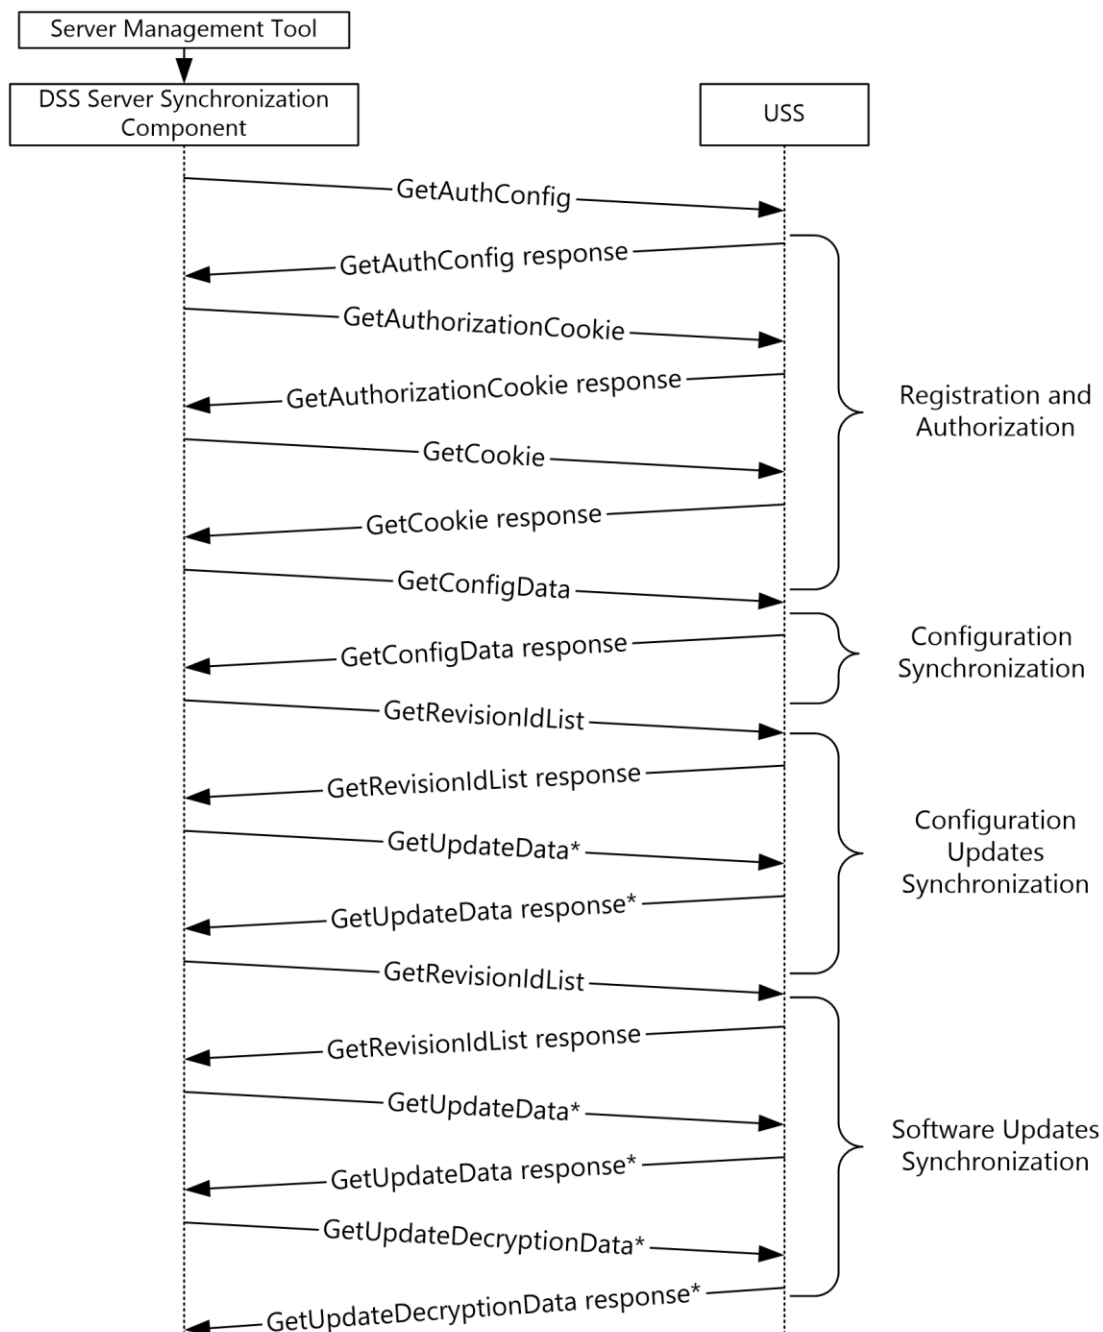 Server Management Tool
DSS Server Synchronization
Component
USS
GetAuthConfig
GetAuthConfig response
GetAuthorizationCookie
GetAuthorizationCookie response
GetCookie
GetCookie response
GetConfigData
Registration and
Authorization
GetConfigData response
GetRevisionIdList
Configuration
Synchronization
GetRevisionIdList response
GetUpdateData*
GetUpdateData response*
GetRevisionIdList
Configuration
Updates
Synchronization
GetRevisionIdList response
GetUpdateData*
GetUpdateData response*
GetUpdateDecryptionData*
GetUpdateDecryptionData response*
Software Updates
Synchronization